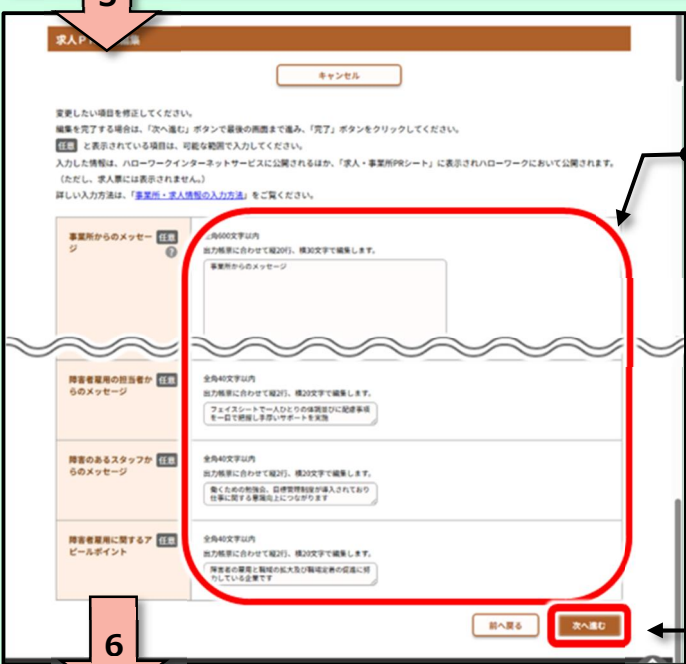 5
求人P
編集
キャンセル
変更したい項目を修正してください。
編集を完了する場合は、「次へ進む」ボタンで最後の画面まで進み、「完了」ボタンをクリックしてください。
任意 と表示されている項目は、可能な範囲で入力してください。
入力した情報は、ハローワークインターネットサービスに公開されるほか、「求人・事業所PRシート」に表示されハローワークにおいて公開されます。
（ただし、求人票には表示されません。）
詳しい入力方法は、「事業所・求人情報の入力方法」をご覧ください。
事業所からのメッセー 任意
ジ ?
全角600文字以内
出力帳票に合わせて縦20行、横30文字で編集します。
事業所からのメッセージ
障害者雇用の担当者か 任意
らのメッセージ
全角40文字以内
出力帳票に合わせて縦2行、横20文字で編集します。
フェイスシートで一人ひとりの体調並びに配慮事項
を一目で把握し手厚いサポートを実施
障害のあるスタッフか 任意
らのメッセージ
全角40文字以内
出力帳票に合わせて縦2行、横20文字で編集します。
働くための勉強会、目標管理制度が導入されており
仕事に関する意識向上につながります
障害者雇用に関するア 任意
ピールポイント
全角40文字以内
出力帳票に合わせて縦2行、横20文字で編集します。
障害者の雇用と職域の拡大及び職場定着の促進に努
力している企業です
前へ戻る
次へ進む
6